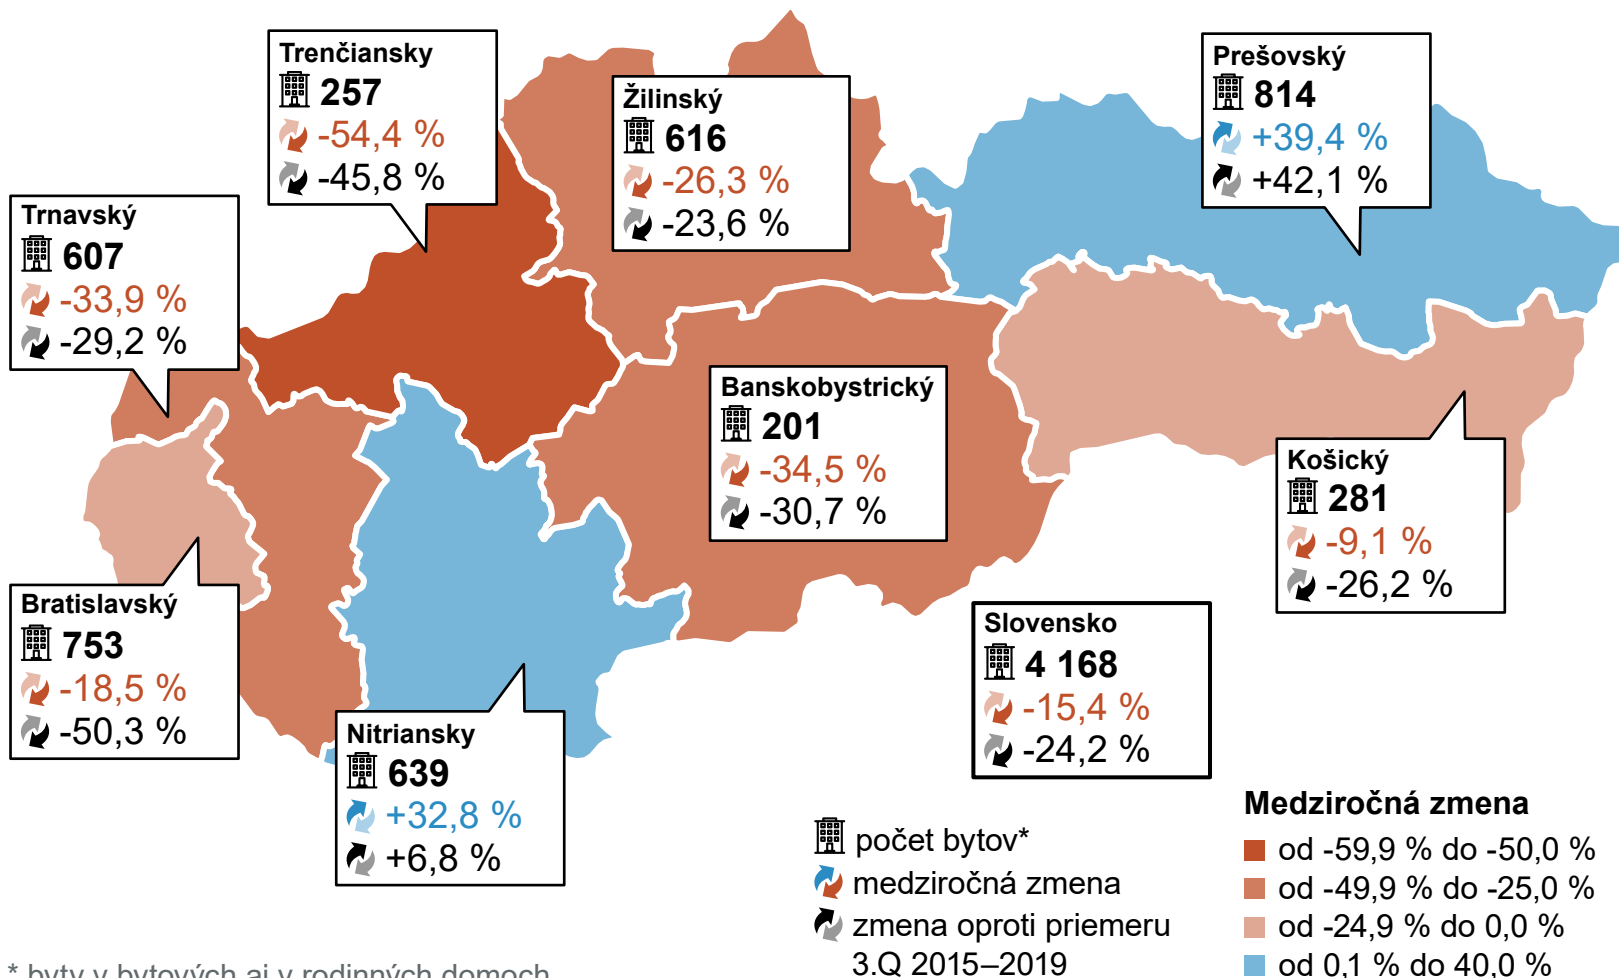 Trenčiansky
257
-54,4 %
-45,8 %
Žilinský
616
-26,3 %
-23,6 %
Prešovský
814
+39,4 %
+42,1 %
Trnavský
607
-33,9 %
-29,2 %
Banskobystrický
201
-34,5 %
-30,7 %
Košický
281
-9,1 %
-26,2 %
Bratislavský
753
-18,5 %
-50,3 %
Nitriansky
639
+32,8 %
+6,8 %
Slovensko
4 168
-15,4 %
-24,2 %
počet bytov*
medziročná zmena
zmena oproti priemeru
3.Q 2015–2019
Medziročná zmena
od -59,9 % do -50,0 %
od -49,9 % do -25,0 %
od -24,9 % do 0,0 %
od 0,1 % do 40,0 %
* byty v bytových aj v rodinných domoch